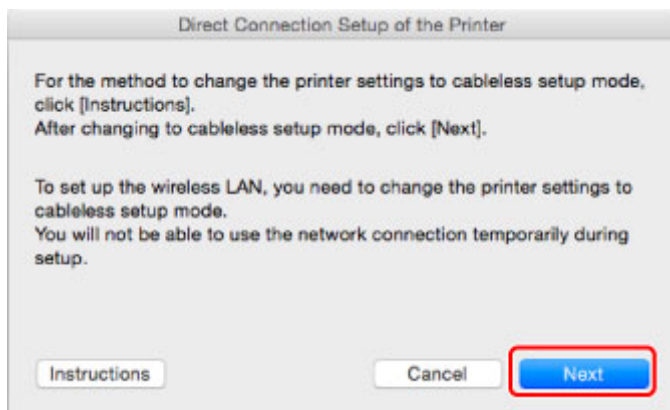 Direct Connection Setup of the Printer
For the method to change the printer settings to cableless setup mode,
click [Instructions].
After changing to cableless setup mode, click [Next].
To set up the wireless LAN, you need to change the printer settings to
cableless setup mode.
You will not be able to use the network connection temporarily during
setup.
Instructions Cancel Next